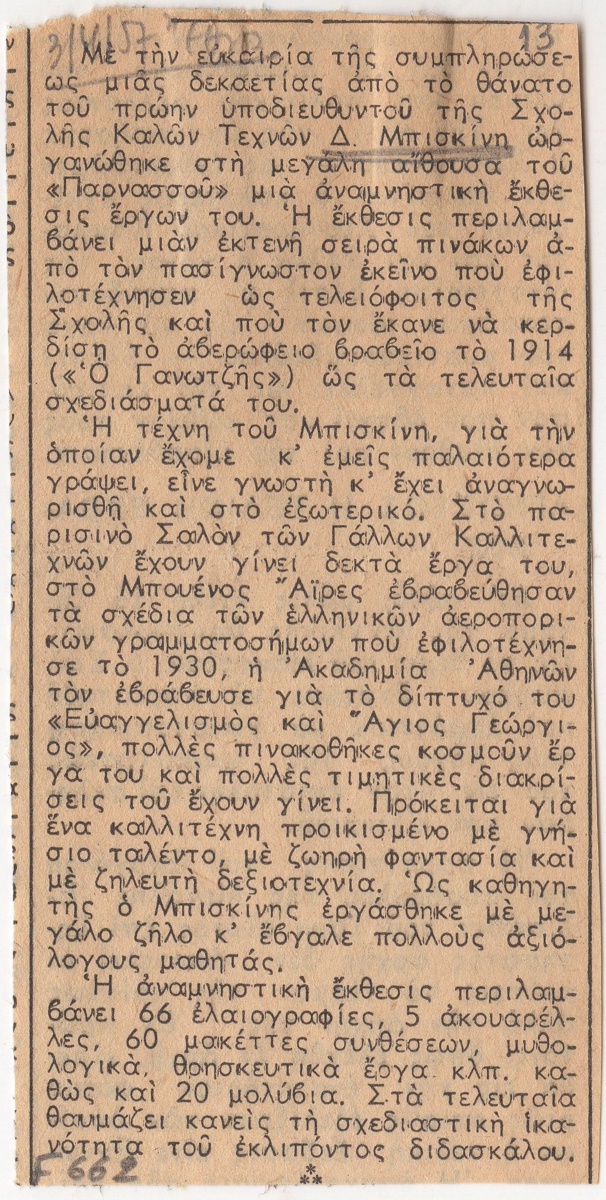 3/V/57
13
Μὲ τὴν εὐκαιρία τῆς συμπληρώσε-
ως μιᾶς δεκαετίας ἀπὸ τὸ θάνατο
τοῦ πρώην ὑποδιευθυντοῦ τῆς Σχο-
λῆς Καλῶν Τεχνῶν Δ. Μπισκίνη ὠρ-
γανώθηκε στὴ μεγάλη αἴθουσα τοῦ
«Παρνασσοῦ» μιὰ ἀναμνηστικὴ ἔκθε-
σις ἔργων του. Ἡ ἔκθεσις περιλαμ-
βάνει μιὰν ἐκτενῆ σειρὰ πινάκων ἀ-
πὸ τὸν πασίγνωστον ἐκεῖνο ποὺ ἐφι-
λοτέχνησεν ὡς τελειόφοιτος τῆς
Σχολῆς καὶ ποὺ τὸν ἔκανε νὰ κερ-
δίση τὸ ἀβερώφειο βραβεῖο τὸ 1914
(«Ὁ Γανωτζῆς») ὥς τὰ τελευταῖα
σχεδιάσματά του.
Ἡ τέχνη τοῦ Μπισκίνη, γιὰ τὴν
ὁποίαν ἔχομε κ' ἐμεῖς παλαιότερα
γράψει, εἶνε γνωστὴ κ' ἔχει ἀναγνω-
ρισθῆ καὶ στὸ ἐξωτερικό. Στὸ πα-
ρισινὸ Σαλὸν τῶν Γάλλων Καλλιτε-
χνῶν ἔχουν γίνει δεκτὰ ἔργα του,
στὸ Μπουένος Ἄϊρες ἐβραβεύθησαν
τὰ σχέδια τῶν ἑλληνικῶν ἀεροπορι-
κῶν γραμματοσήμων ποὺ ἐφιλοτέχνη-
σε τὸ 1930, ἡ Ἀκαδημία Ἀθηνῶν
τὸν ἐβράβευσε γιὰ τὸ δίπτυχό του
«Εὐαγγελισμὸς καὶ Ἅγιος Γεώργι-
ος», πολλὲς πινακοθῆκες κοσμοῦν ἔρ
γα του καὶ πολλὲς τιμητικὲς διακρί-
σεις τοῦ ἔχουν γίνει. Πρόκειται γιὰ
ἕνα καλλιτέχνη προικισμένο μὲ γνή-
σιο ταλέντο, μὲ ζωηρὴ φαντασία καὶ
μὲ ζηλευτὴ δεξιοτεχνία. Ὡς καθηγη-
τὴς ὁ Μπισκίνης ἐργάσθηκε μὲ με-
γάλο ζῆλο κ' ἔβγαλε πολλοὺς ἀξιό-
λογους μαθητάς.
Ἡ ἀναμνηστικὴ ἔκθεσις περιλαμ-
βάνει 66 ἐλαιογραφίες, 5 ἀκουαρέλ-
λες, 60 μακέττες συνθέσεων, μυθο-
λογικά, θρησκευτικὰ ἔργα κλπ. κα-
θὼς καὶ 20 μολύβια. Στὰ τελευταῖα
θαυμάζει κανεὶς τὴ σχεδιαστικὴ ἱκα-
νότητα τοῦ ἐκλιπόντος διδασκάλου.
F 662
***